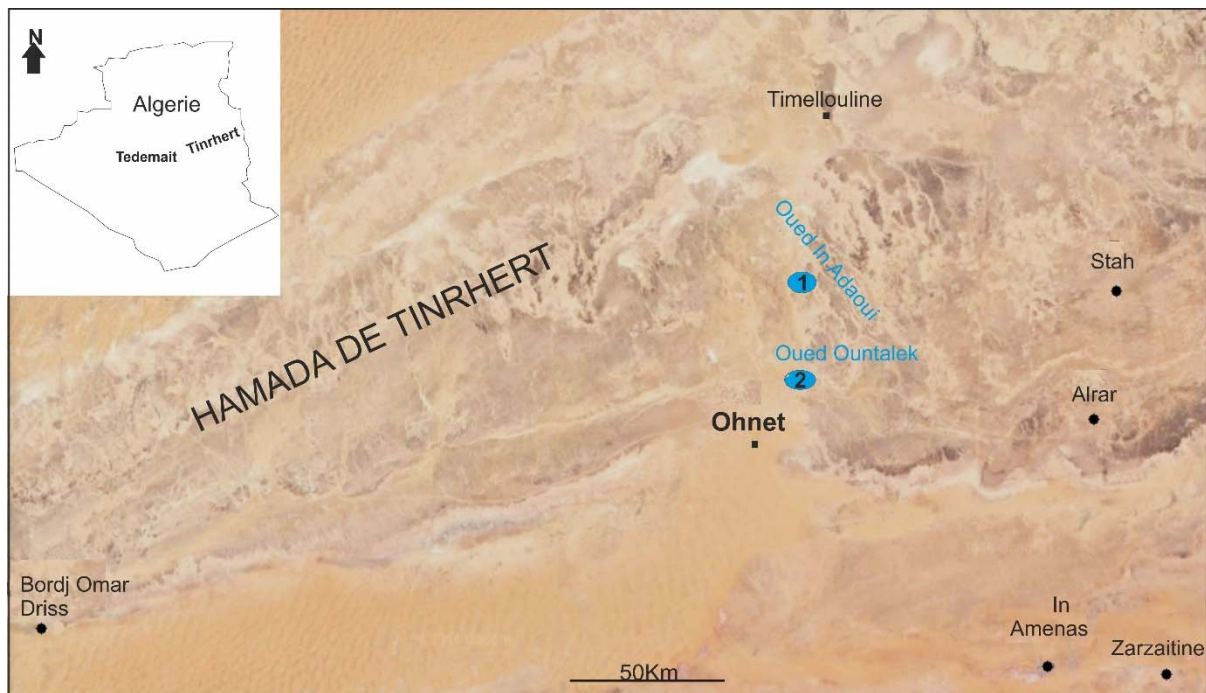 N
Algerie
Tedemait
Tinrhert
Timellouline
Oued In Adaoui
Stah
1
HAMADA DE TINRHERT
Oued Ountalek
2
Alrar
Ohnet
Bordj Omar
Driss
In
Amenas
Zarzaitine
50Km